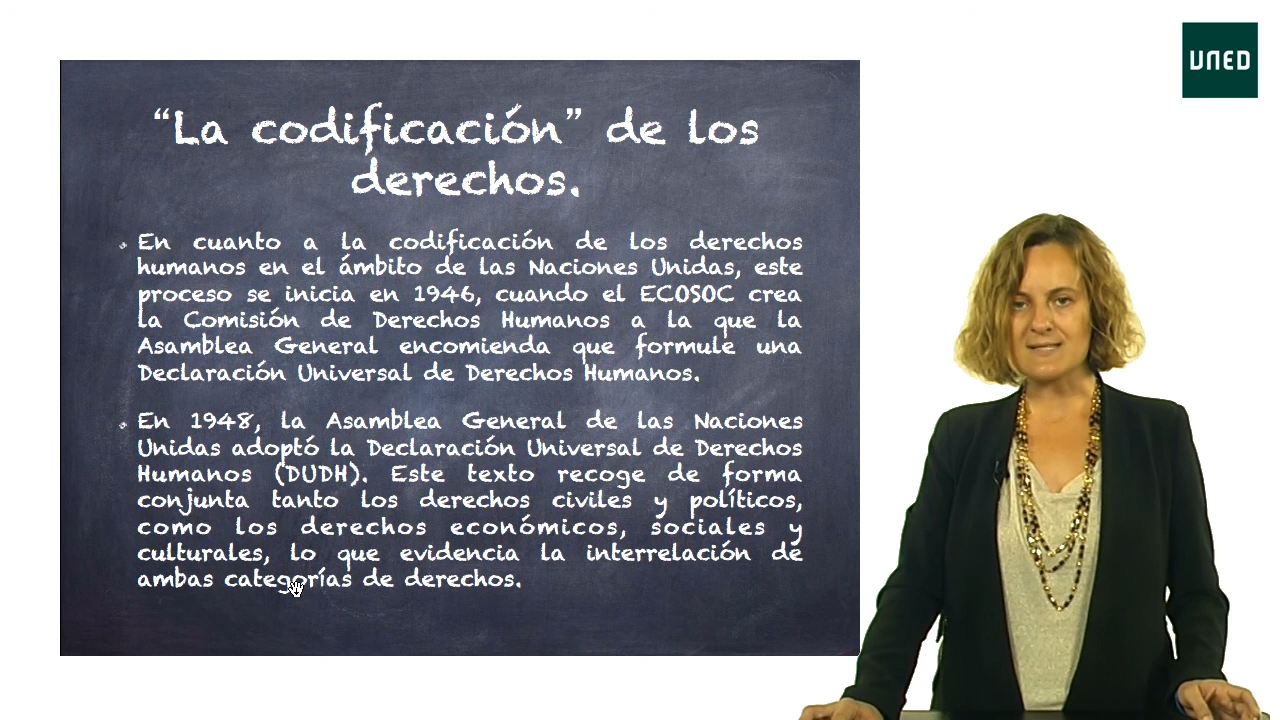 UNED
“La codificación” de los
derechos.
En cuanto a la codificación de los derechos
humanos en el ámbito de las Naciones Unidas, este
proceso se inicia en 1946, cuando el ECOSOC crea
la Comisión de Derechos Humanos a la que la
Asamblea General encomienda que formule una
Declaración Universal de Derechos Humanos.
En 1948, la Asamblea General de las Naciones
Unidas adoptó la Declaración Universal de Derechos
Humanos (DUDH). Este texto recoge de forma
conjunta tanto los derechos civiles y políticos,
como los derechos económicos, sociales y
culturales, lo que evidencia la interrelación de
ambas categorías de derechos.